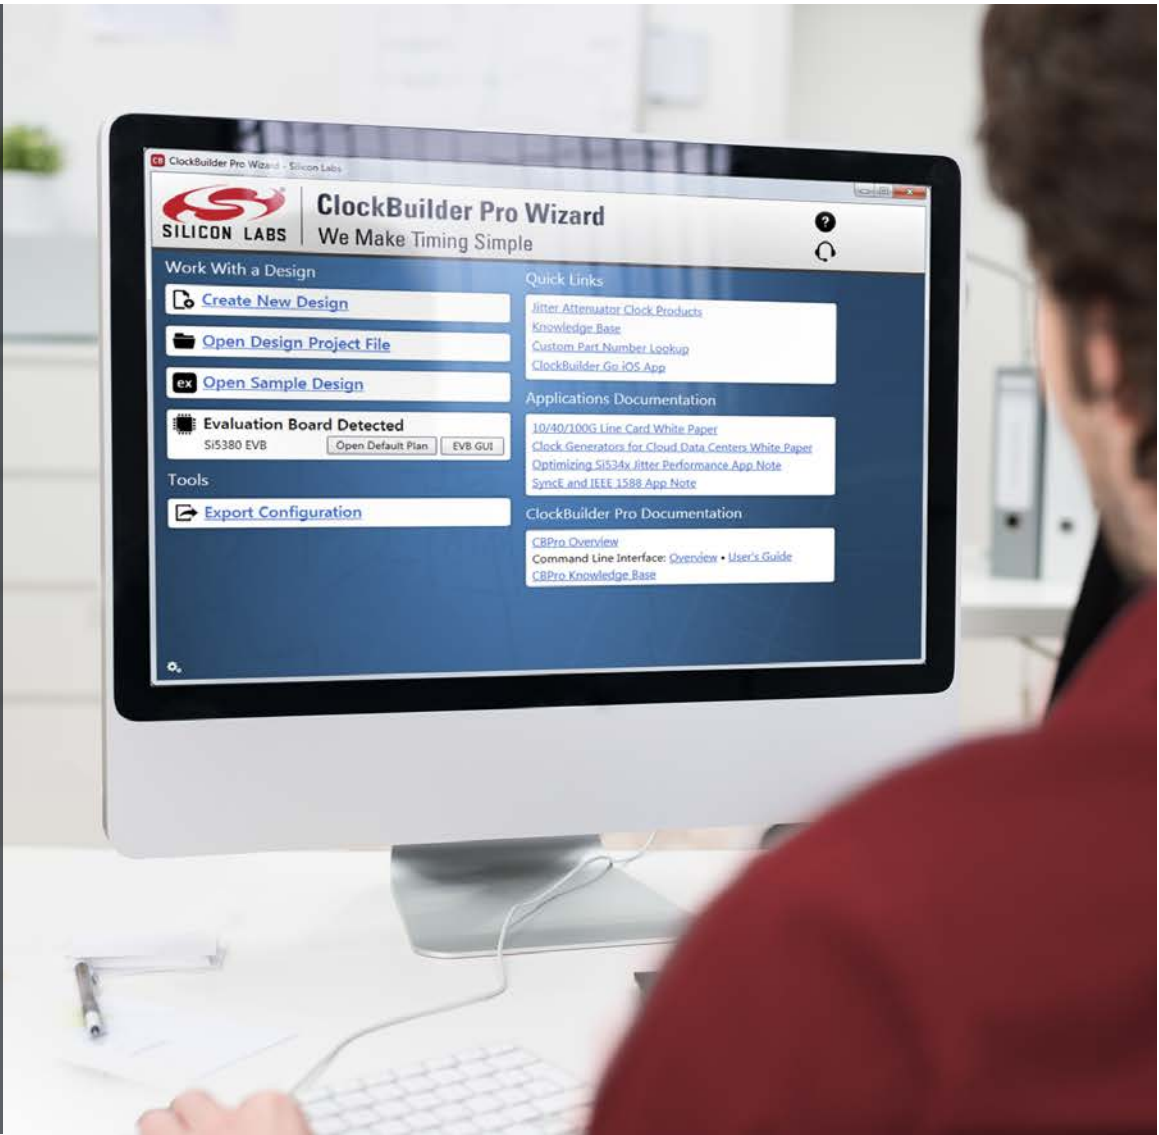 CB ClockBuilder Pro Wizard - Silicon Labs
SILICON LABS
ClockBuilder Pro Wizard
We Make Timing Simple
?
Work With a Design
Create New Design
Open Design Project File
ex Open Sample Design
Evaluation Board Detected
Si5380 EVB Open Default Plan EVB GUI
Tools
Export Configuration
Quick Links
Jitter Attenuator Clock Products
Knowledge Base
Custom Part Number Lookup
ClockBuilder Go iOS App
Applications Documentation
10/40/100G Line Card White Paper
Clock Generators for Cloud Data Centers White Paper
Optimizing Si534x Jitter Performance App Note
SyncE and IEEE 1588 App Note
ClockBuilder Pro Documentation
CBPro Overview
Command Line Interface: Overview • User's Guide
CBPro Knowledge Base